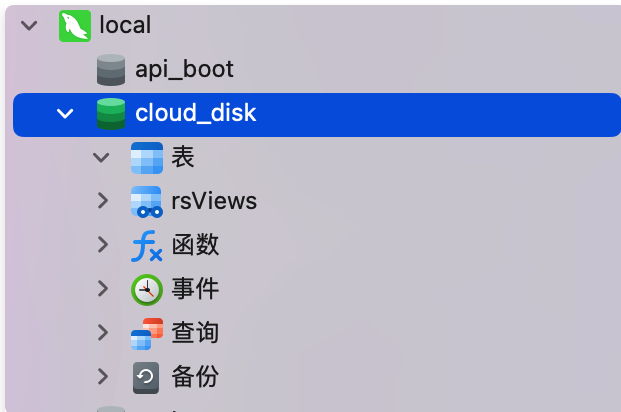 local
api_boot
cloud_disk
表
rsViews
函数
事件
查询
备份